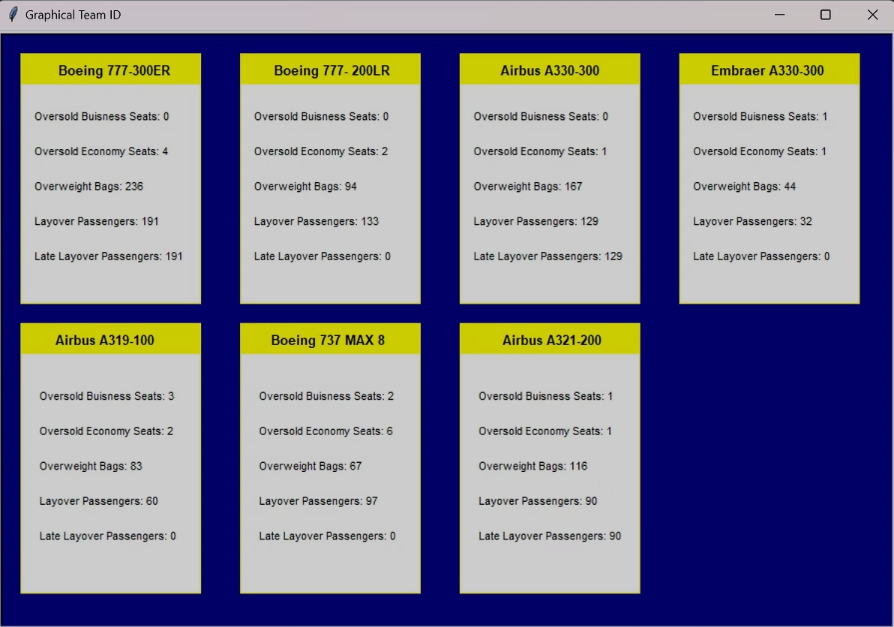 Graphical Team ID
Boeing 777-300ER
Oversold Buisness Seats: 0
Oversold Economy Seats: 4
Overweight Bags: 236
Layover Passengers: 191
Late Layover Passengers: 191
Boeing 777- 200LR
Oversold Buisness Seats: 0
Oversold Economy Seats: 2
Overweight Bags: 94
Layover Passengers: 133
Late Layover Passengers: 0
Airbus A330-300
Oversold Buisness Seats: 0
Oversold Economy Seats: 1
Overweight Bags: 167
Layover Passengers: 129
Late Layover Passengers: 129
Embraer A330-300
Oversold Buisness Seats: 1
Oversold Economy Seats: 1
Overweight Bags: 44
Layover Passengers: 32
Late Layover Passengers: 0
Airbus A319-100
Oversold Buisness Seats: 3
Oversold Economy Seats: 2
Overweight Bags: 83
Layover Passengers: 60
Late Layover Passengers: 0
Boeing 737 MAX 8
Oversold Buisness Seats: 2
Oversold Economy Seats: 6
Overweight Bags: 67
Layover Passengers: 97
Late Layover Passengers: 0
Airbus A321-200
Oversold Buisness Seats: 1
Oversold Economy Seats: 1
Overweight Bags: 116
Layover Passengers: 90
Late Layover Passengers: 90